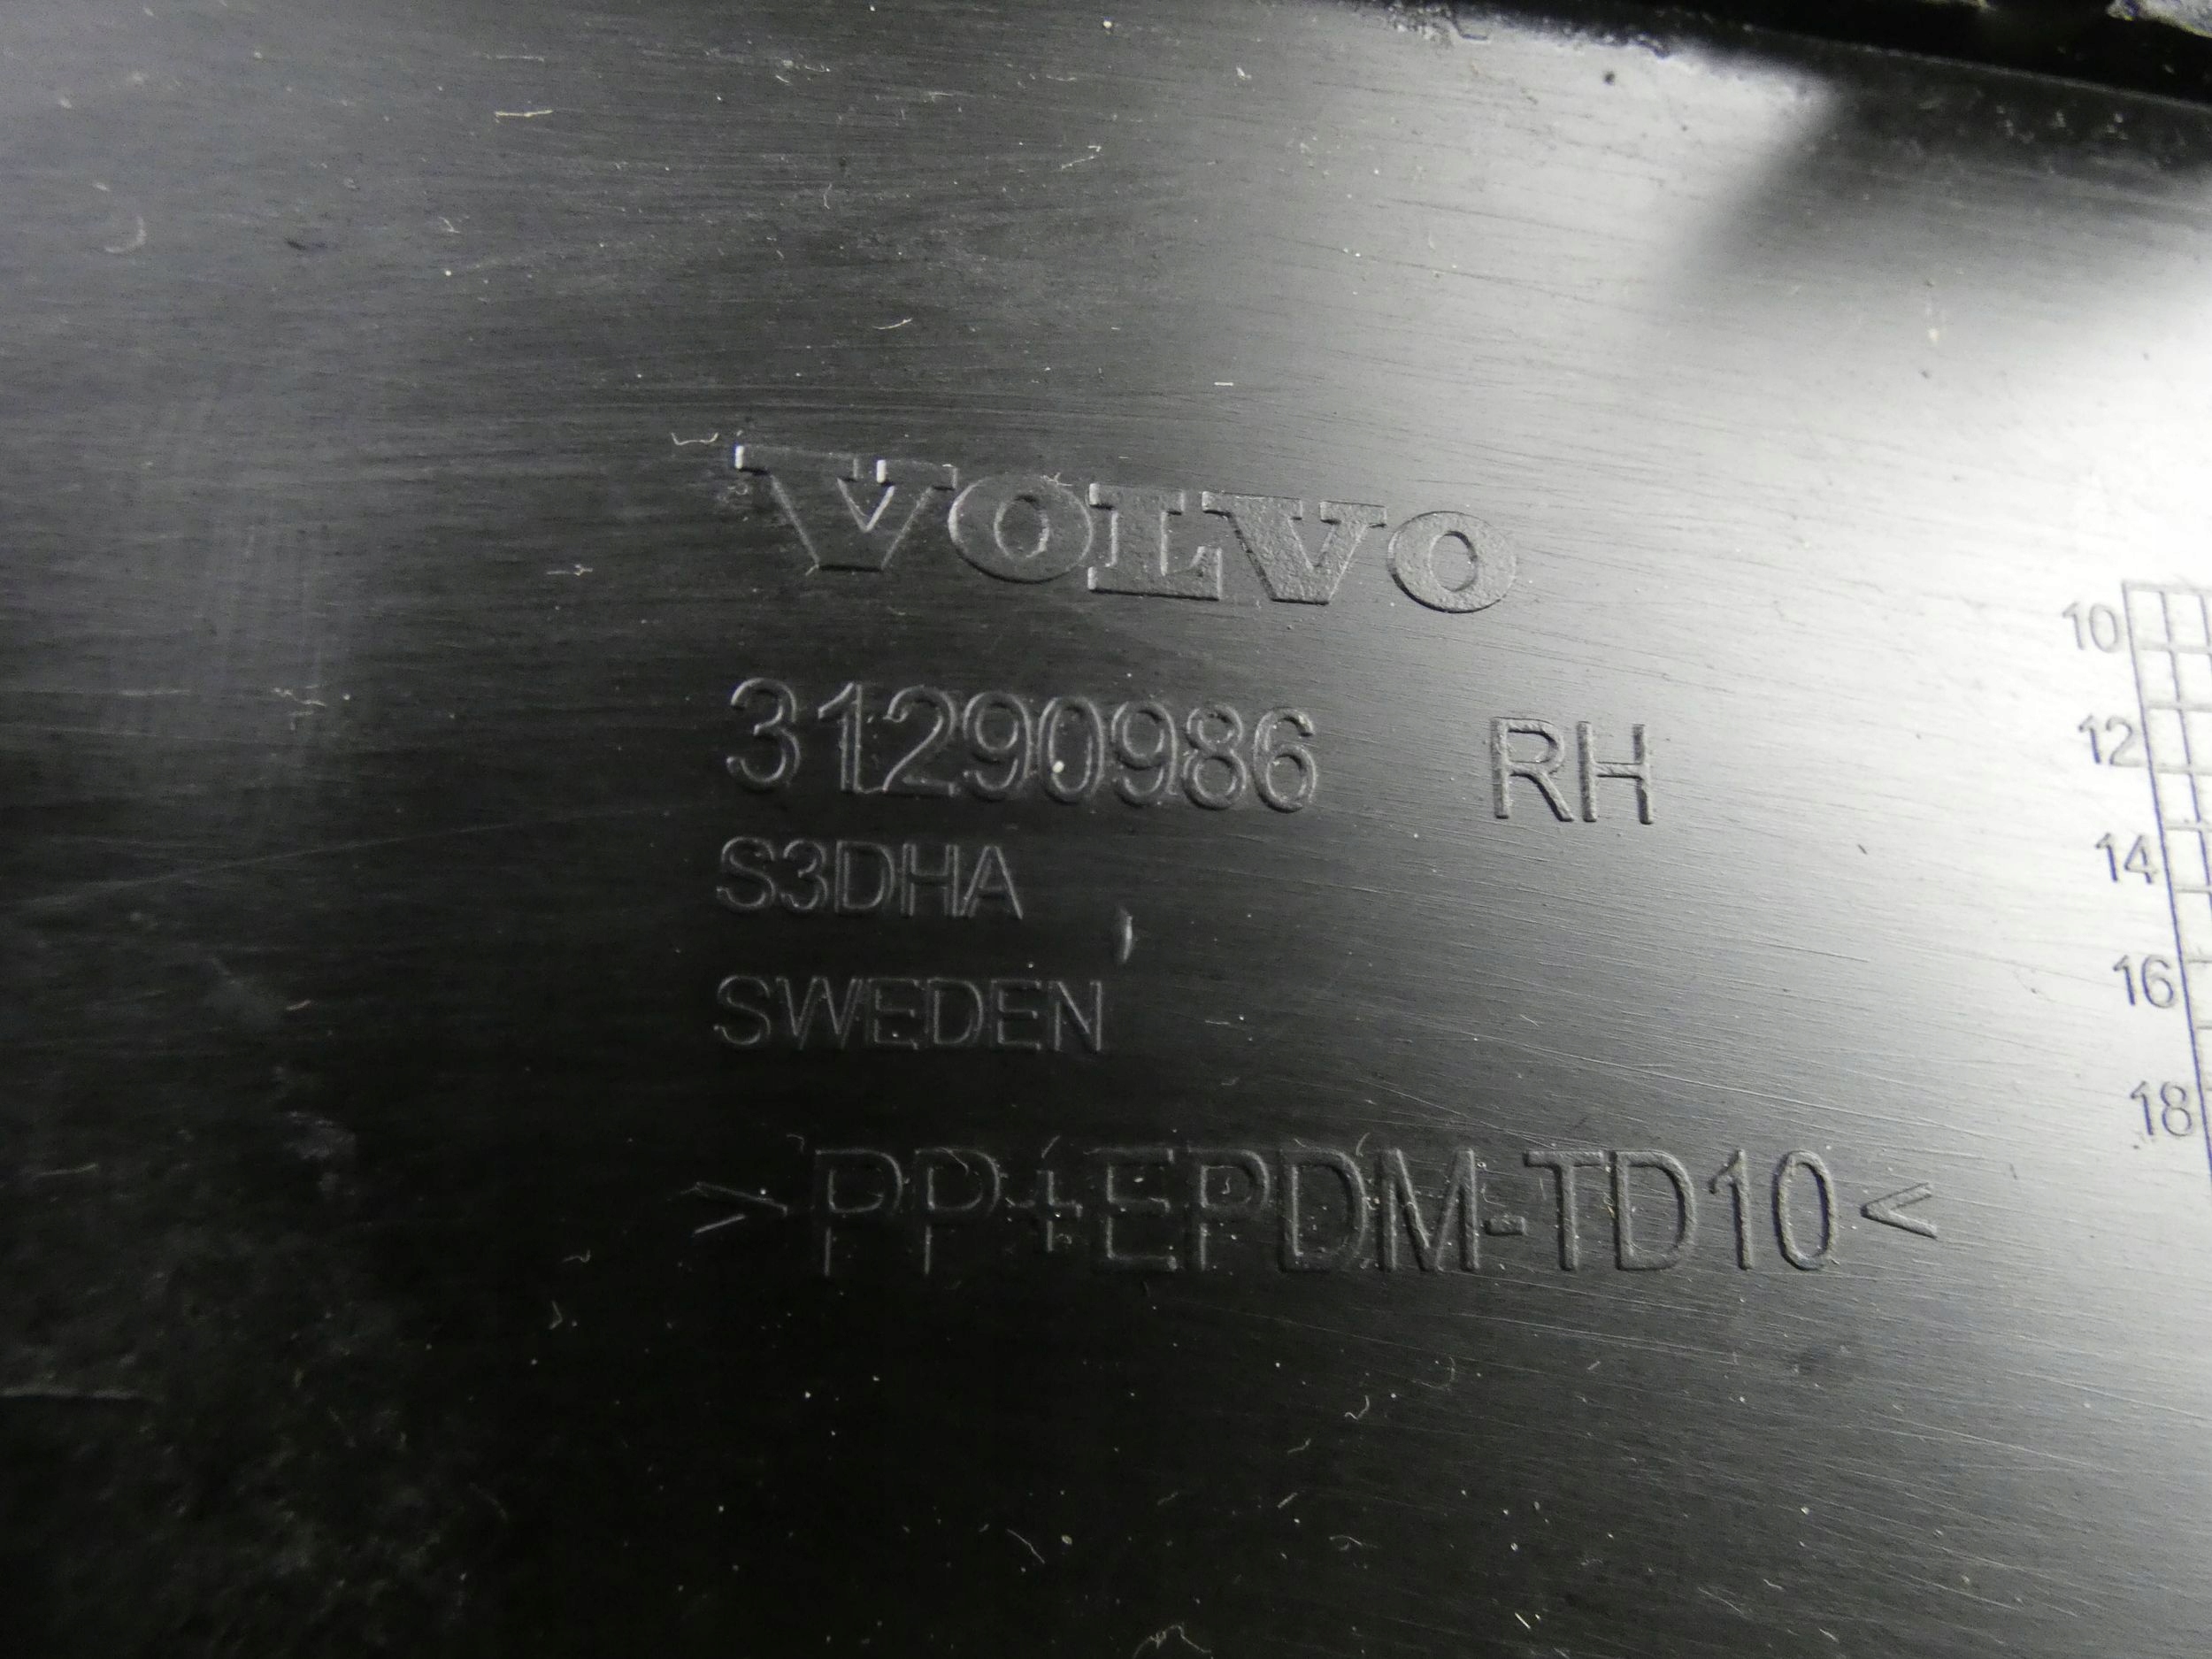 VOLVO
31290986 RH
S3DHA
SWEDEN
>PP+EPDM-TD10<
10
12
14
16
18